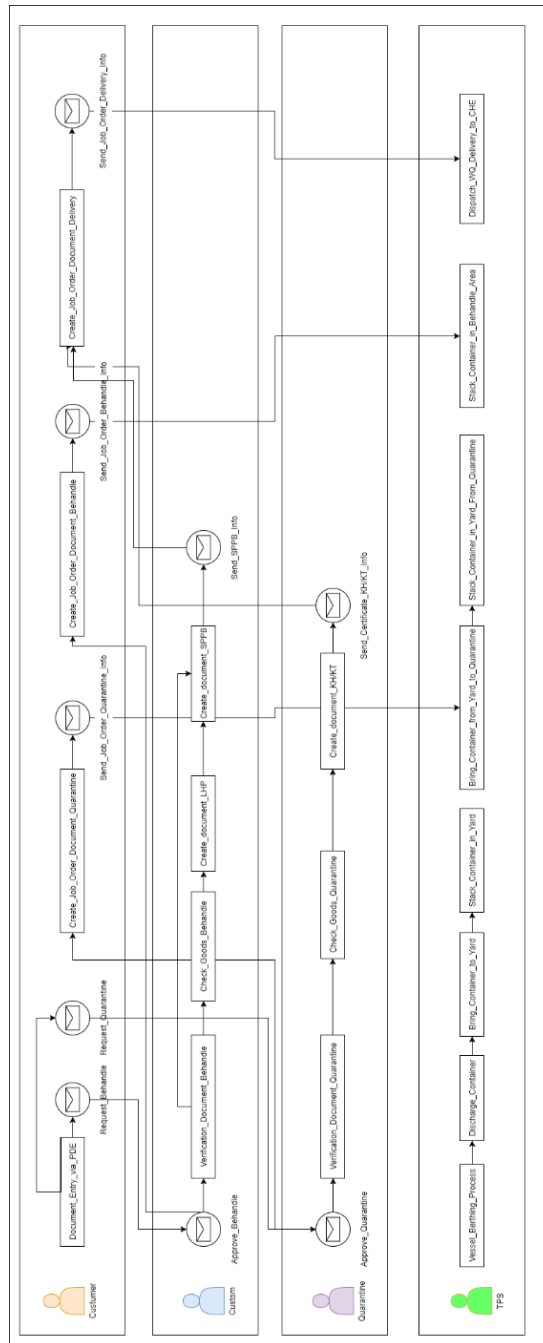 Custumer
Document_Entry_via_PDE
Request_Behandle
Request_Quarantine
Create_Job_Order_Document_Quarantine
Send_Job_Order_Quarantine_Info
Create_Job_Order_Document_Behandle
Send_Job_Order_Behandle_Info
Create_Job_Order_Document_Delivery
Send_Job_Order_Delivery_Info
Custom
Approve_Behandle
Verification_Document_Behandle
Check_Goods_Behandle
Create_document_LHP
Create_document_SPPB
Send_SPPB_Info
Quarantine
Approve_Quarantine
Verification_Document_Quarantine
Check_Goods_Quarantine
Create_document_KH/KT
Send_Certificate_KH/KT_Info
TPS
Vessel_Berthing_Process
Discharge_Container
Bring_Container_to_Yard
Stack_Container_in_Yard
Bring_Container_from_Yard_to_Quarantine
Stack_Container_in_Yard_From_Quarantine
Stack_Container_in_Behandle_Area
Dispatch_WQ_Delivery_to_CHE